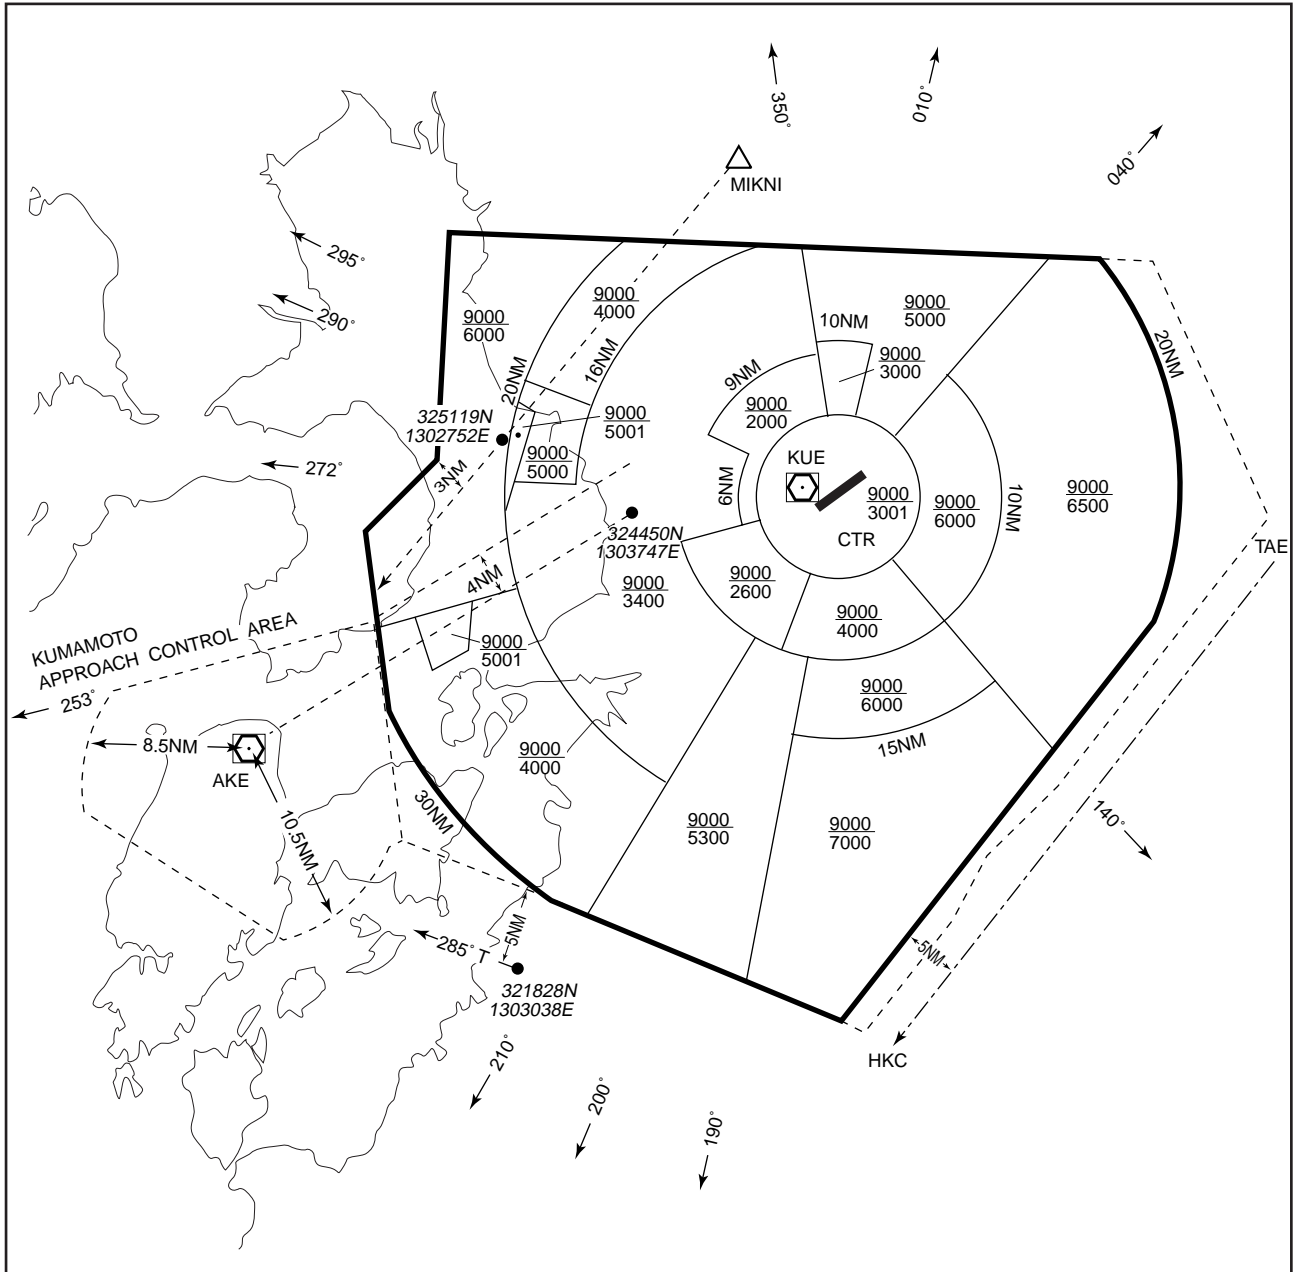 350°
010°
040°
MIKNI
295°
290°
9000
4000
9000
5000
9000
6000
10NM
20NM
16NM
9NM
9000
3000
20NM
9000
2000
325119N
1302752E
9000
5001
9000
5000
272°
3NM
KUE
6NM
9000
3001
CTR
9000
6000
10NM
9000
6500
324450N
1303747E
TAE
4NM
9000
2600
9000
3400
9000
4000
KUMAMOTO
APPROACH CONTROL AREA
9000
5001
253°
9000
6000
8.5NM
AKE
9000
4000
15NM
30NM
10.5NM
9000
5300
9000
7000
140°
285° T
5NM
5NM
321828N
1303038E
HKC
210°
200°
190°